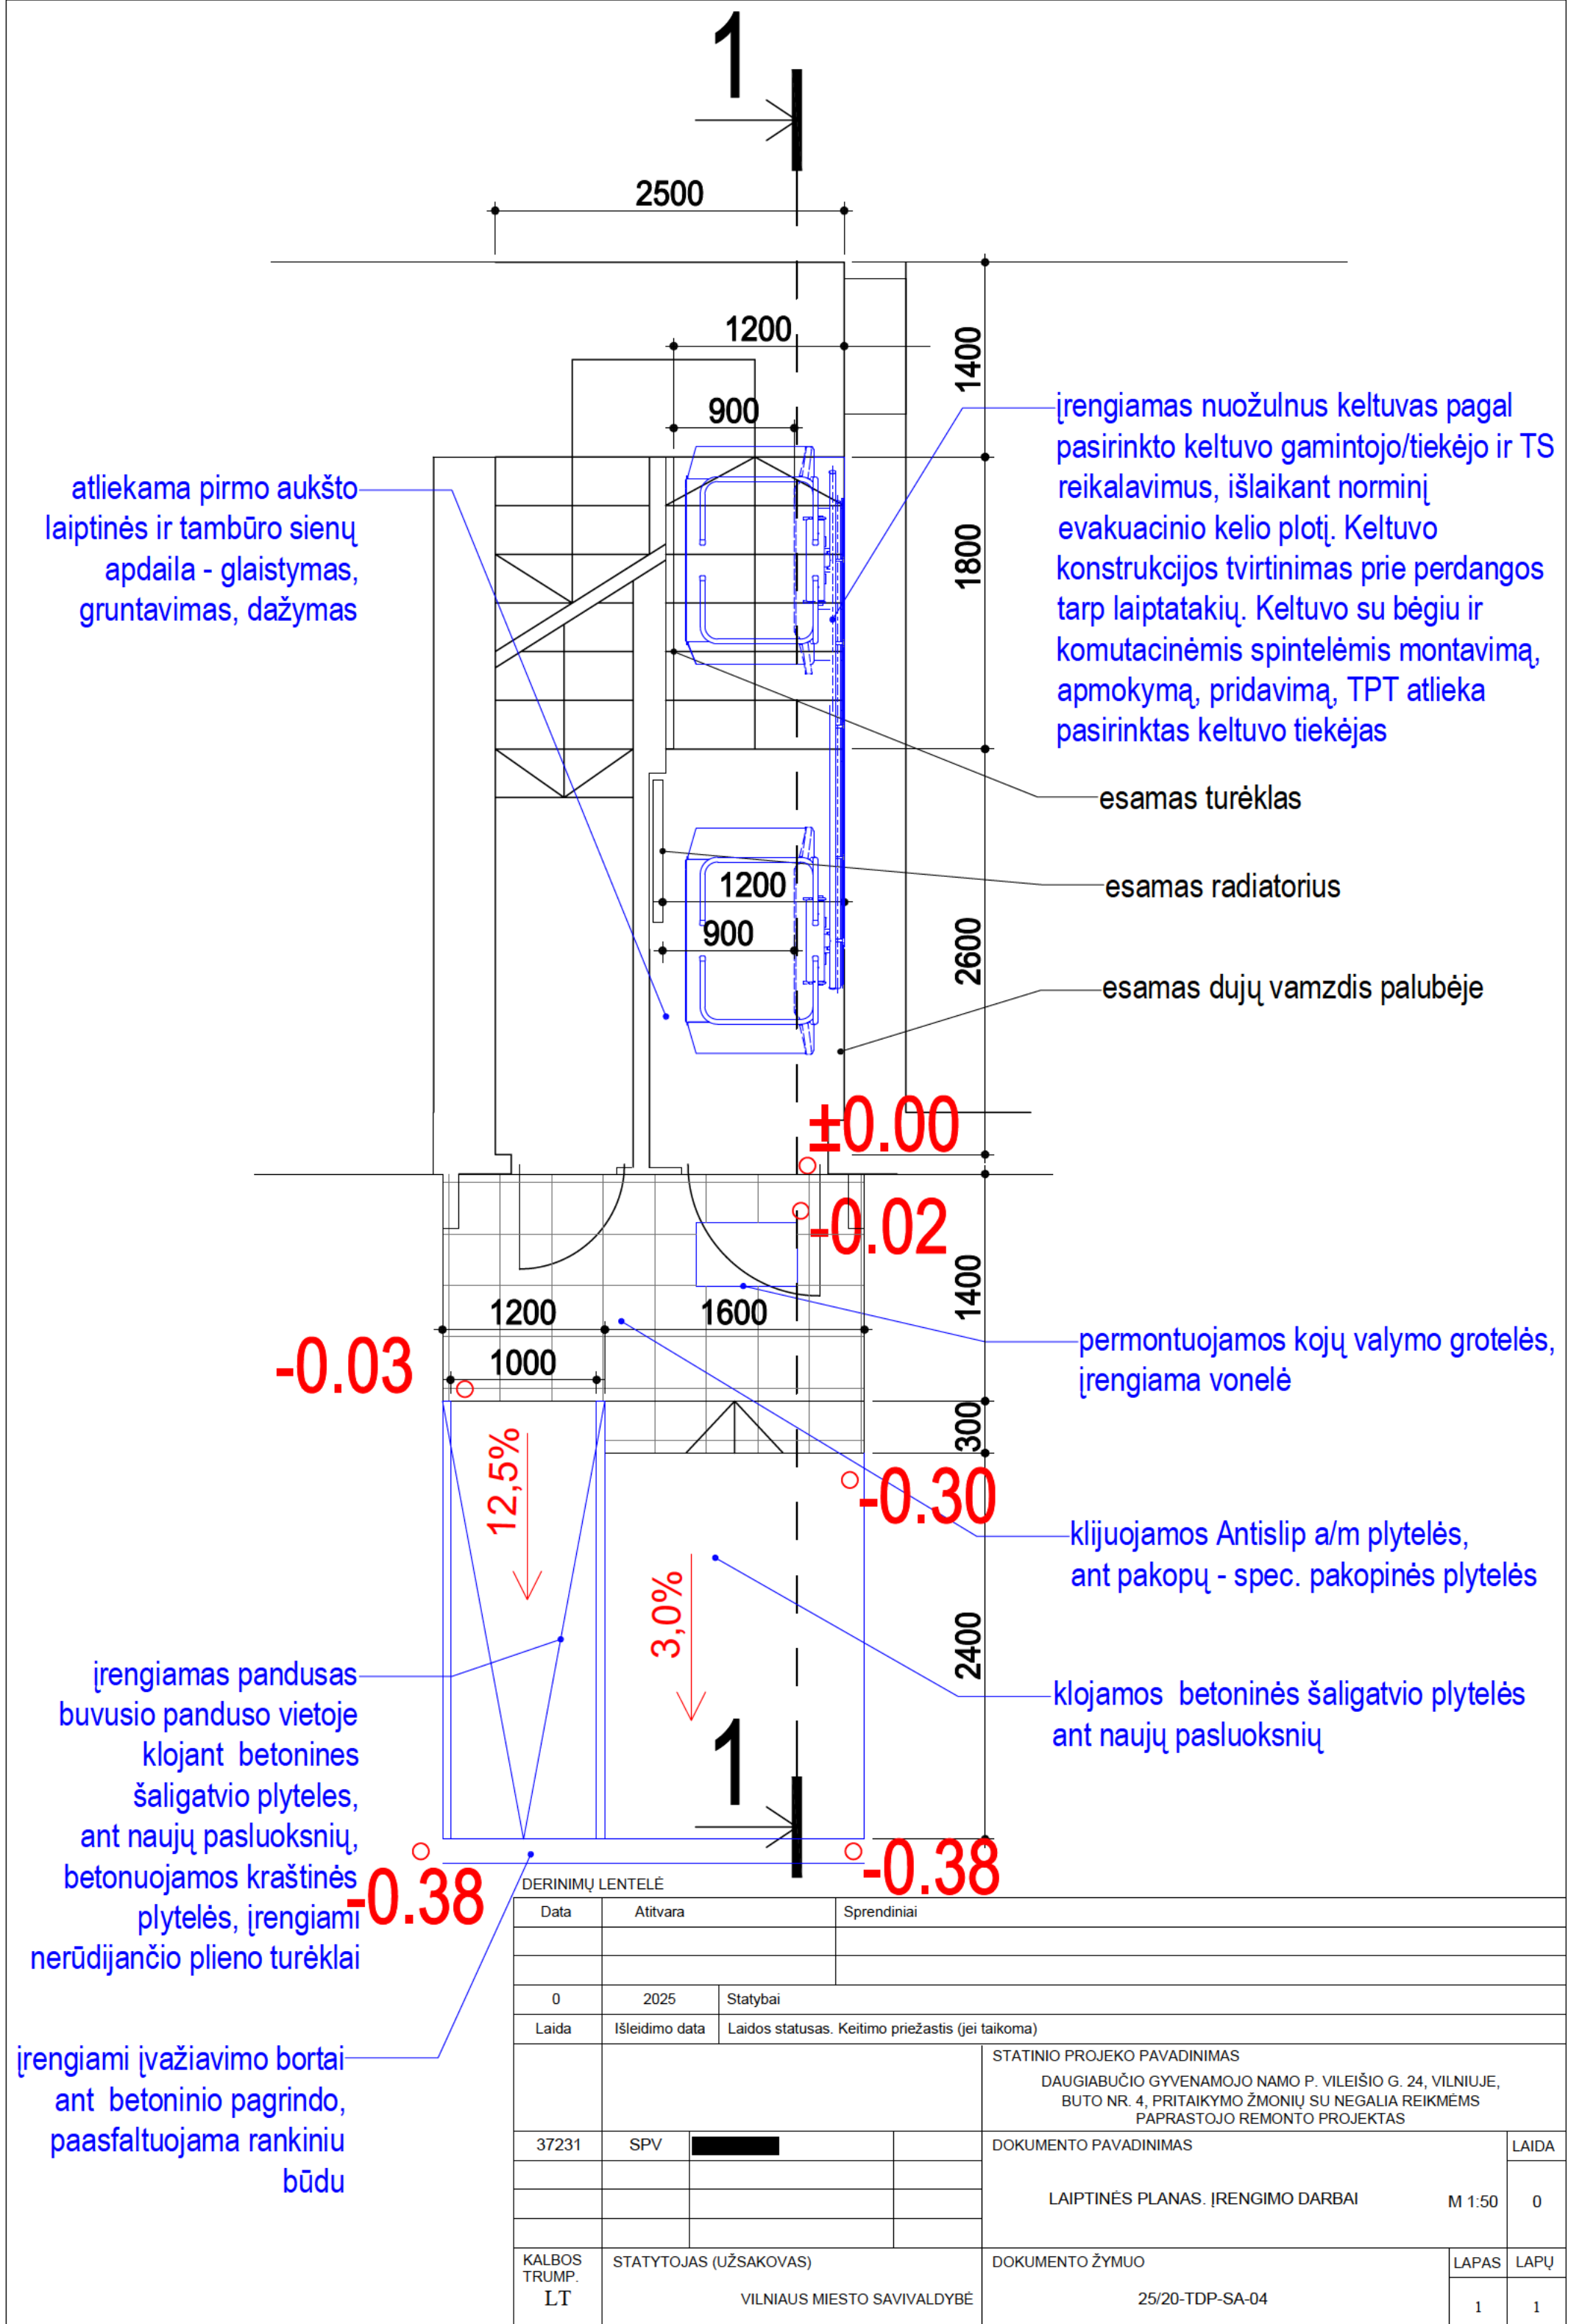 1
2500
1200
1400
900
įrengiamas nuožulnus keltuvas pagal
pasirinkto keltuvo gamintojo/tiekėjo ir TS
reikalavimus, išlaikant norminį
evakuacinio kelio plotį. Keltuvo
konstrukcijos tvirtinimas prie perdangos
tarp laiptatakių. Keltuvo su bėgiu ir
komutacinėmis spintelėmis montavimą,
apmokymą, pridavimą, TPT atlieka
pasirinktas keltuvo tiekėjas
atliekama pirmo aukšto
laiptinės ir tambūro sienų
apdaila - glaistymas,
gruntavimas, dažymas
1800
esamas turėklas
esamas radiatorius
1200
900
2600
esamas dujų vamzdis palubėje
±0.00
-0.02
1400
1200
1600
-0.03
1000
permontuojamos kojų valymo grotelės,
įrengiama vonelė
300
12,5%
-0.30
klijuojamos Antislip a/m plytelės,
ant pakopų - spec. pakopinės plytelės
3,0%
2400
klojamos betoninės šaligatvio plytelės
ant naujų pasluoksnių
įrengiamas pandusas
buvusio panduso vietoje
klojant betonines
šaligatvio plyteles,
ant naujų pasluoksnių,
betonuojamos kraštinės
plytelės, įrengiami
nerūdijančio plieno turėklai
1
-0.38
-0.38
įrengiami įvažiavimo bortai
ant betoninio pagrindo,
paasfaltuojama rankiniu
būdu
DERINIMŲ LENTELĖ
Data Atitvara Sprendiniai
0 2025 Statybai
Laida Išleidimo data Laidos statusas. Keitimo priežastis (jei taikoma)
STATINIO PROJEKO PAVADINIMAS
DAUGIABUČIO GYVENAMOJO NAMO P. VILEIŠIO G. 24, VILNIUJE,
BUTO NR. 4, PRITAIKYMO ŽMONIŲ SU NEGALIA REIKMĖMS
PAPRASTOJO REMONTO PROJEKTAS
37231 SPV DOKUMENTO PAVADINIMAS LAIDA
LAIPTINĖS PLANAS. ĮRENGIMO DARBAI M 1:50 0
KALBOS
TRUMP.
LT
STATYTOJAS (UŽSAKOVAS)
VILNIAUS MIESTO SAVIVALDYBĖ
DOKUMENTO ŽYMUO
25/20-TDP-SA-04
LAPAS LAPŲ
1 1